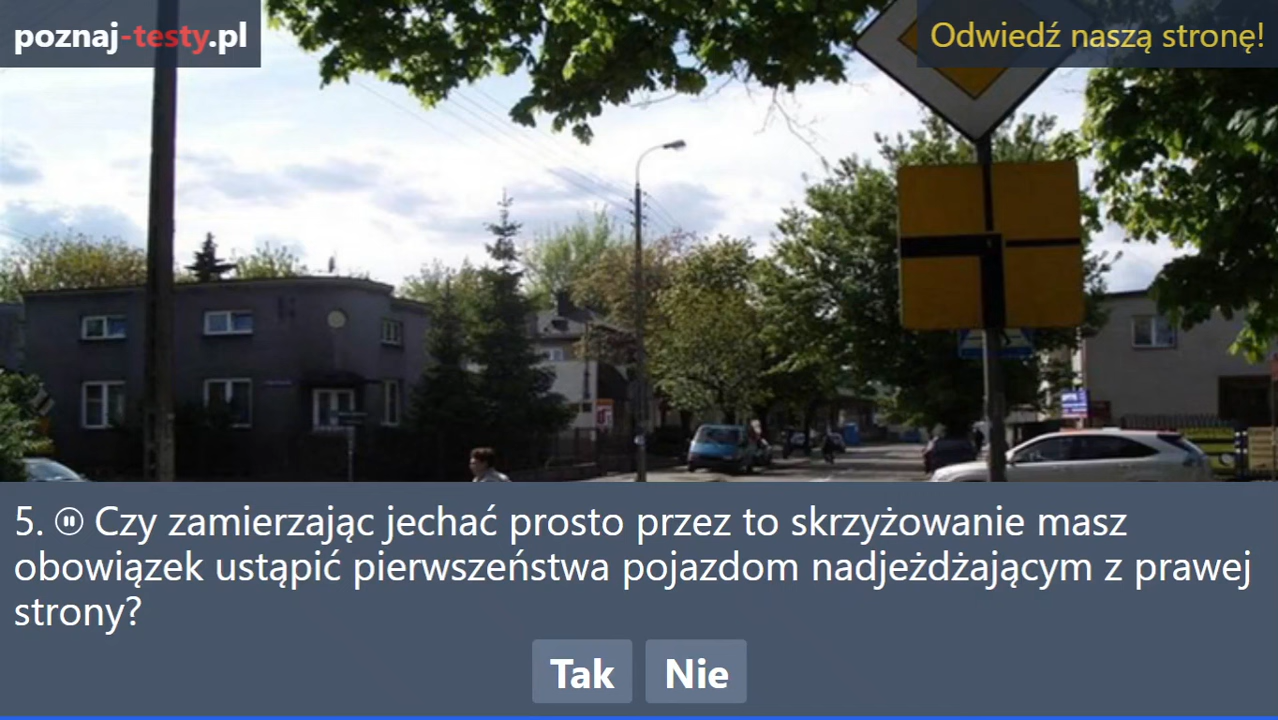 poznaj-testy.pl
Odwiedź naszą stronę!
5. Czy zamierzając jechać prosto przez to skrzyżowanie masz
obowiązek ustąpić pierwszeństwa pojazdom nadjeżdżającym z prawej
strony?
Tak Nie